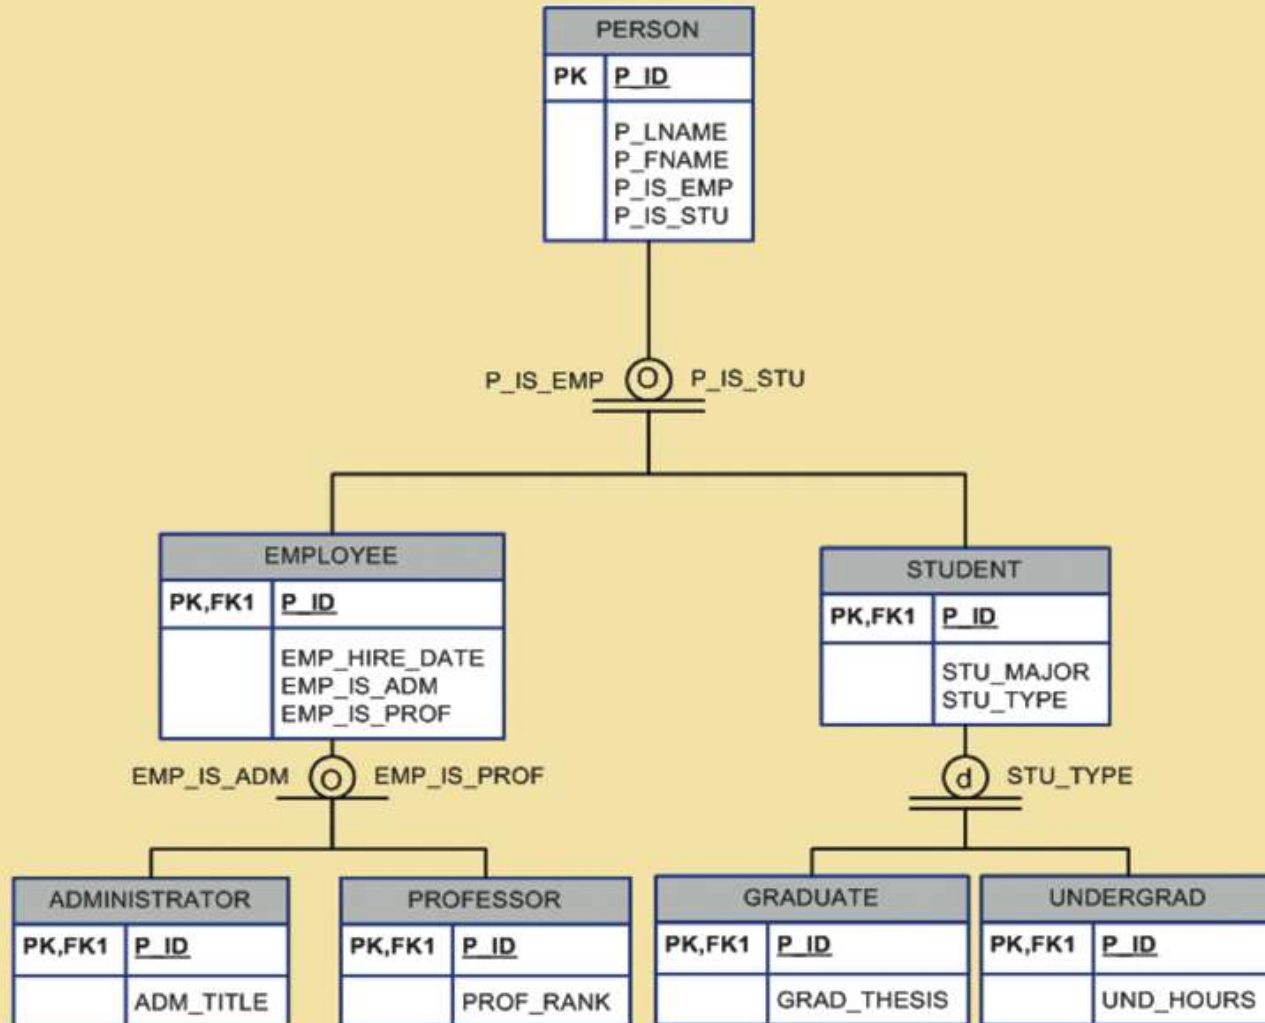 PERSON
PK P_ID
P_LNAME
P_FNAME
P_IS_EMP
P_IS_STU
P_IS_EMP O P_IS_STU
EMPLOYEE
PK,FK1 P_ID
EMP_HIRE_DATE
EMP_IS_ADM
EMP_IS_PROF
STUDENT
PK,FK1 P_ID
STU_MAJOR
STU_TYPE
EMP_IS_ADM O EMP_IS_PROF
d STU_TYPE
ADMINISTRATOR
PK,FK1 P_ID
ADM_TITLE
PROFESSOR
PK,FK1 P_ID
PROF_RANK
GRADUATE
PK,FK1 P_ID
GRAD_THESIS
UNDERGRAD
PK,FK1 P_ID
UND_HOURS